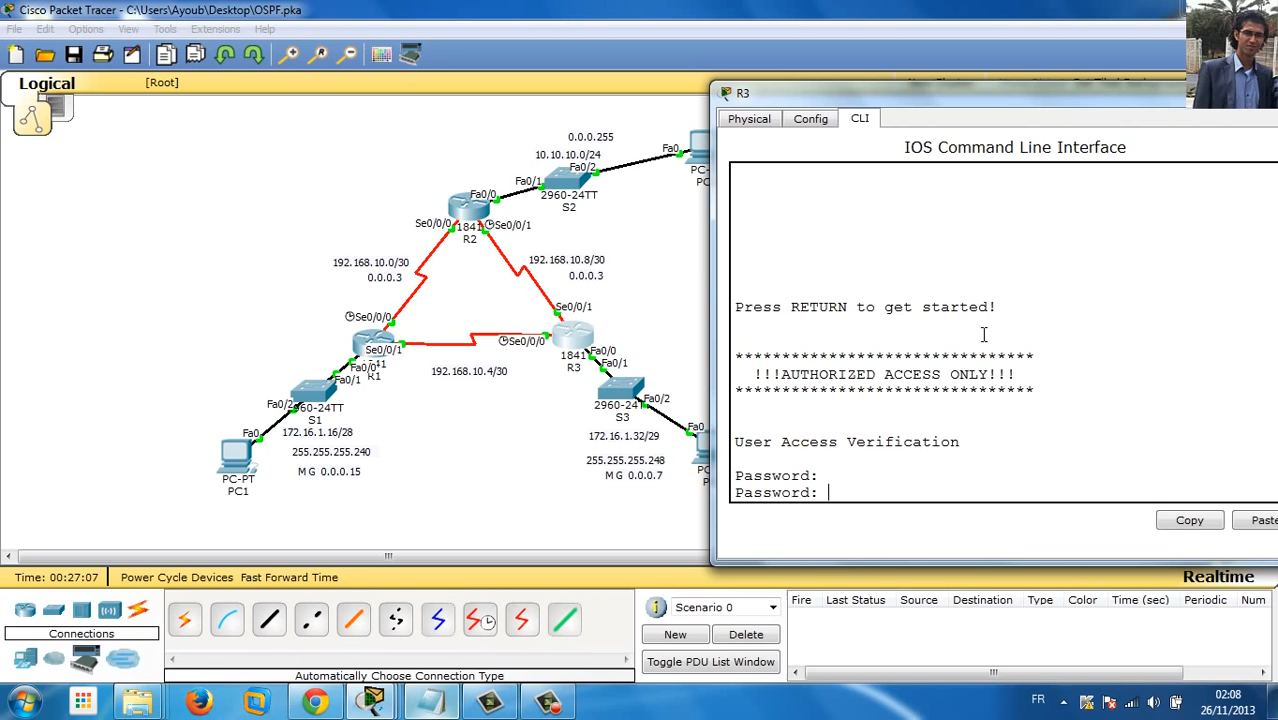 Cisco Packet Tracer - C:\Users\Ayoub\Desktop\OSPF.pka
File Edit Options View Tools Extensions Help
Logical
[Root]
0.0.0.255
10.10.10.0/24
Fa0
Fa0/2
Fa0/1
Fa0/0
2960-24TT
S2
1841
R2
Se0/0/0
Se0/0/1
192.168.10.0/30
0.0.0.3
192.168.10.8/30
0.0.0.3
Se0/0/0
Se0/0/1
Se0/0/1
Se0/0/0
192.168.10.4/30
1841
R3
Fa0/0
Fa0/1
Fa0/0
R1
Fa0/1
Fa0/2
2960-24TT
S1
172.16.1.16/28
255.255.255.240
M G 0.0.0.15
Fa0
PC-PT
PC1
Fa0/2
S3
172.16.1.32/29
255.255.255.248
M G 0.0.0.7
Fa0
R3
Physical Config CLI
IOS Command Line Interface
Press RETURN to get started!
*******************************
!!!AUTHORIZED ACCESS ONLY!!!
*******************************
User Access Verification
Password:
Password:
Copy
Paste
Time: 00:27:07 Power Cycle Devices Fast Forward Time
Realtime
Connections
Automatically Choose Connection Type
Scenario 0
New Delete
Toggle PDU List Window
Fire Last Status Source Destination Type Color Time (sec) Periodic Num
FR
02:08
26/11/2013